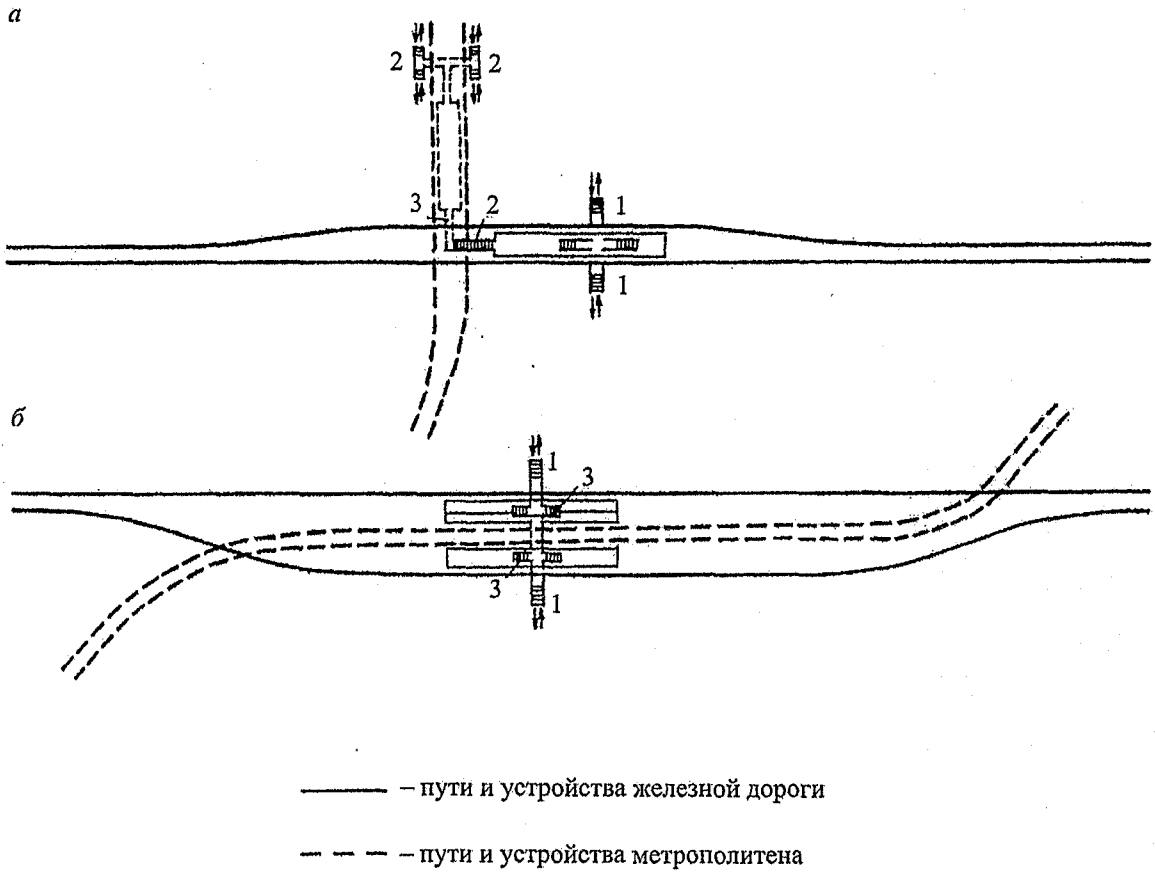 а
2 2
3 2 1
1
б
1
3
3
1
– пути и устройства железной дороги
– пути и устройства метрополитена